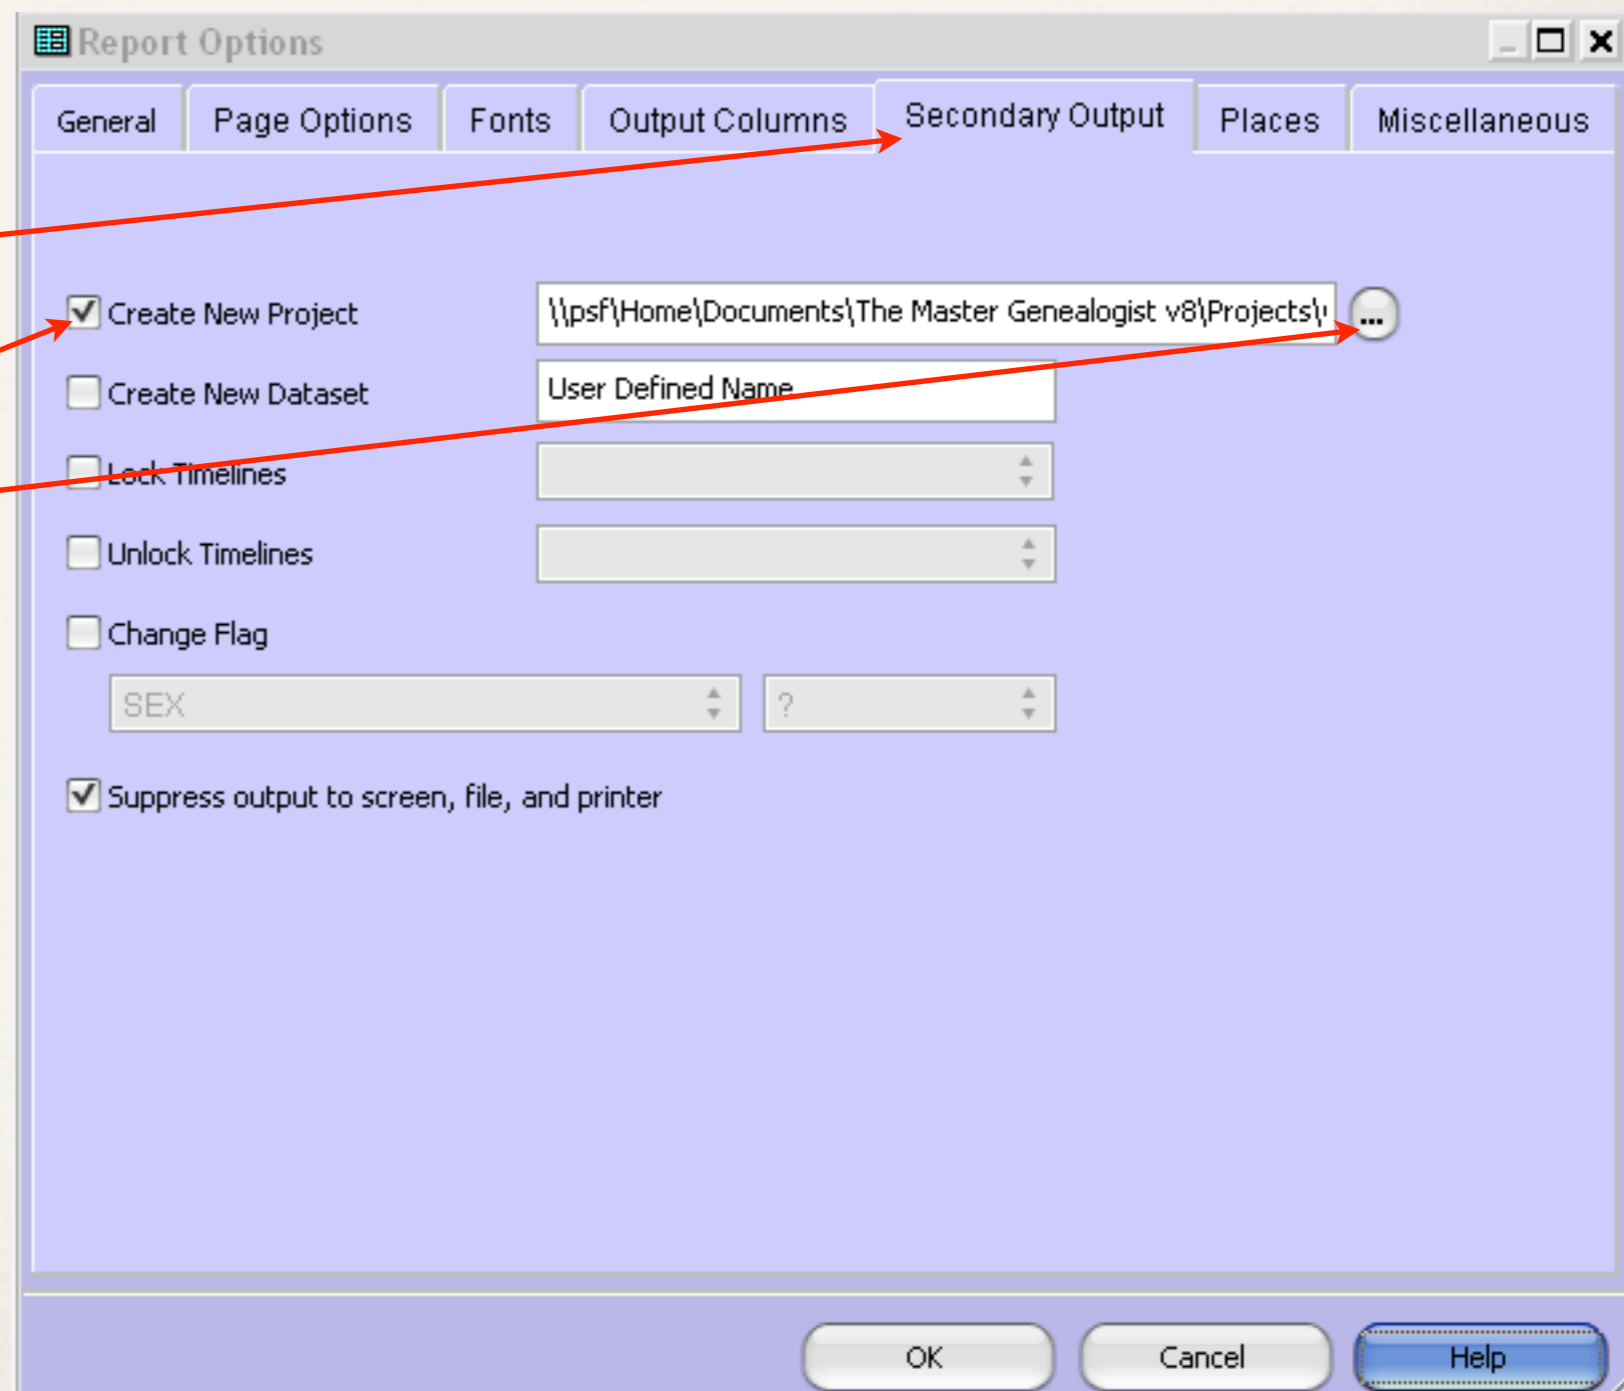 Report Options
General Page Options Fonts Output Columns Secondary Output Places Miscellaneous
Create New Project \\psf\Home\Documents\The Master Genealogist v8\Projects\ ...
Create New Dataset User Defined Name
Lock Timelines
Unlock Timelines
Change Flag
SEX ?
Suppress output to screen, file, and printer
OK Cancel Help